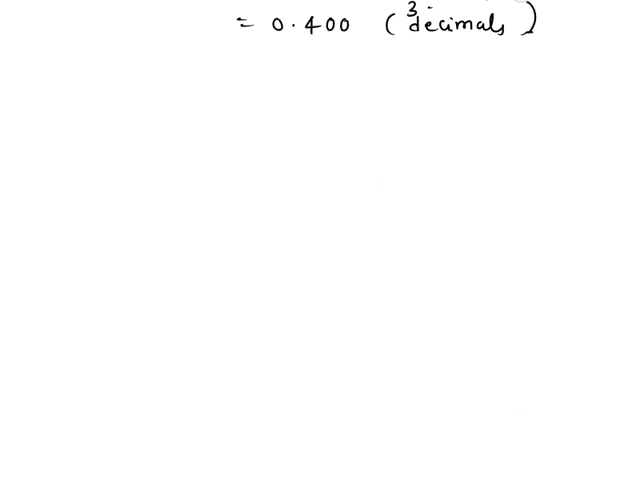 = 0.400 (3 decimals)